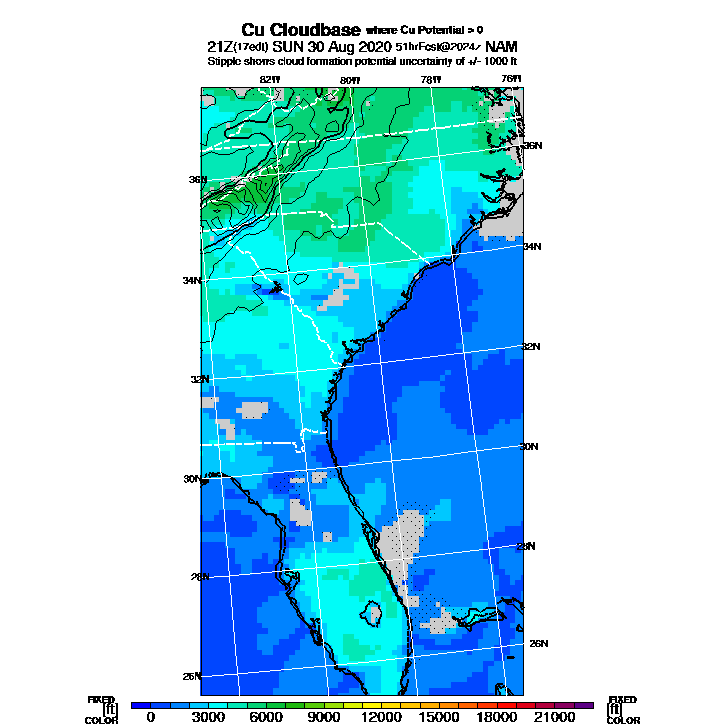 Cu Cloudbase where Cu Potential > 0
21Z(17edt) SUN 30 Aug 2020 51hrFcst@2024z NAM
Stipple shows cloud formation potential uncertainty of +/- 1000 ft
82W 80W 78W 76W
36N
36N
34N
34N
32N
32N
30N
30N
28N
28N
26N
26N
FIXED FIXED
[ft] [ft]
COLOR COLOR
0 3000 6000 9000 12000 15000 18000 21000